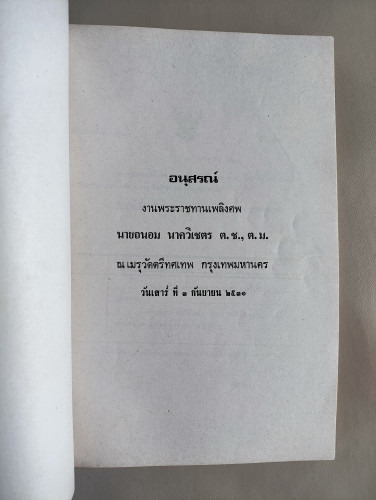 อนุสรณ์
งานพระราชทานเพลิงศพ
นายถนอม นาควิเชตร ต.ช., ต.ม.
ณ เมรุวัดตรีทศเทพ กรุงเทพมหานคร
วันเสาร์ ที่ ๑ กันยายน ๒๕๓๑